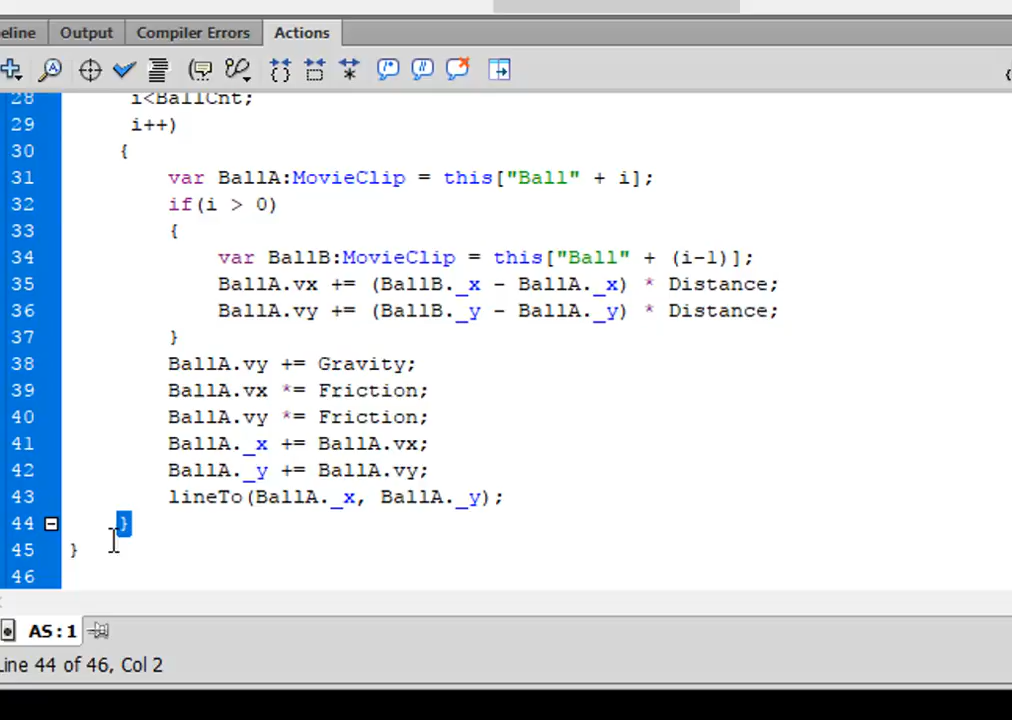 eline Output Compiler Errors Actions
28 i<BallCnt;
29 i++)
30 {
31 var BallA:MovieClip = this["Ball" + i];
32 if(i > 0)
33 {
34 var BallB:MovieClip = this["Ball" + (i-1)];
35 BallA.vx += (BallB._x - BallA._x) * Distance;
36 BallA.vy += (BallB._y - BallA._y) * Distance;
37 }
38 BallA.vy += Gravity;
39 BallA.vx *= Friction;
40 BallA.vy *= Friction;
41 BallA._x += BallA.vx;
42 BallA._y += BallA.vy;
43 lineTo(BallA._x, BallA._y);
44 }
45 }
46
AS:1
Line 44 of 46, Col 2